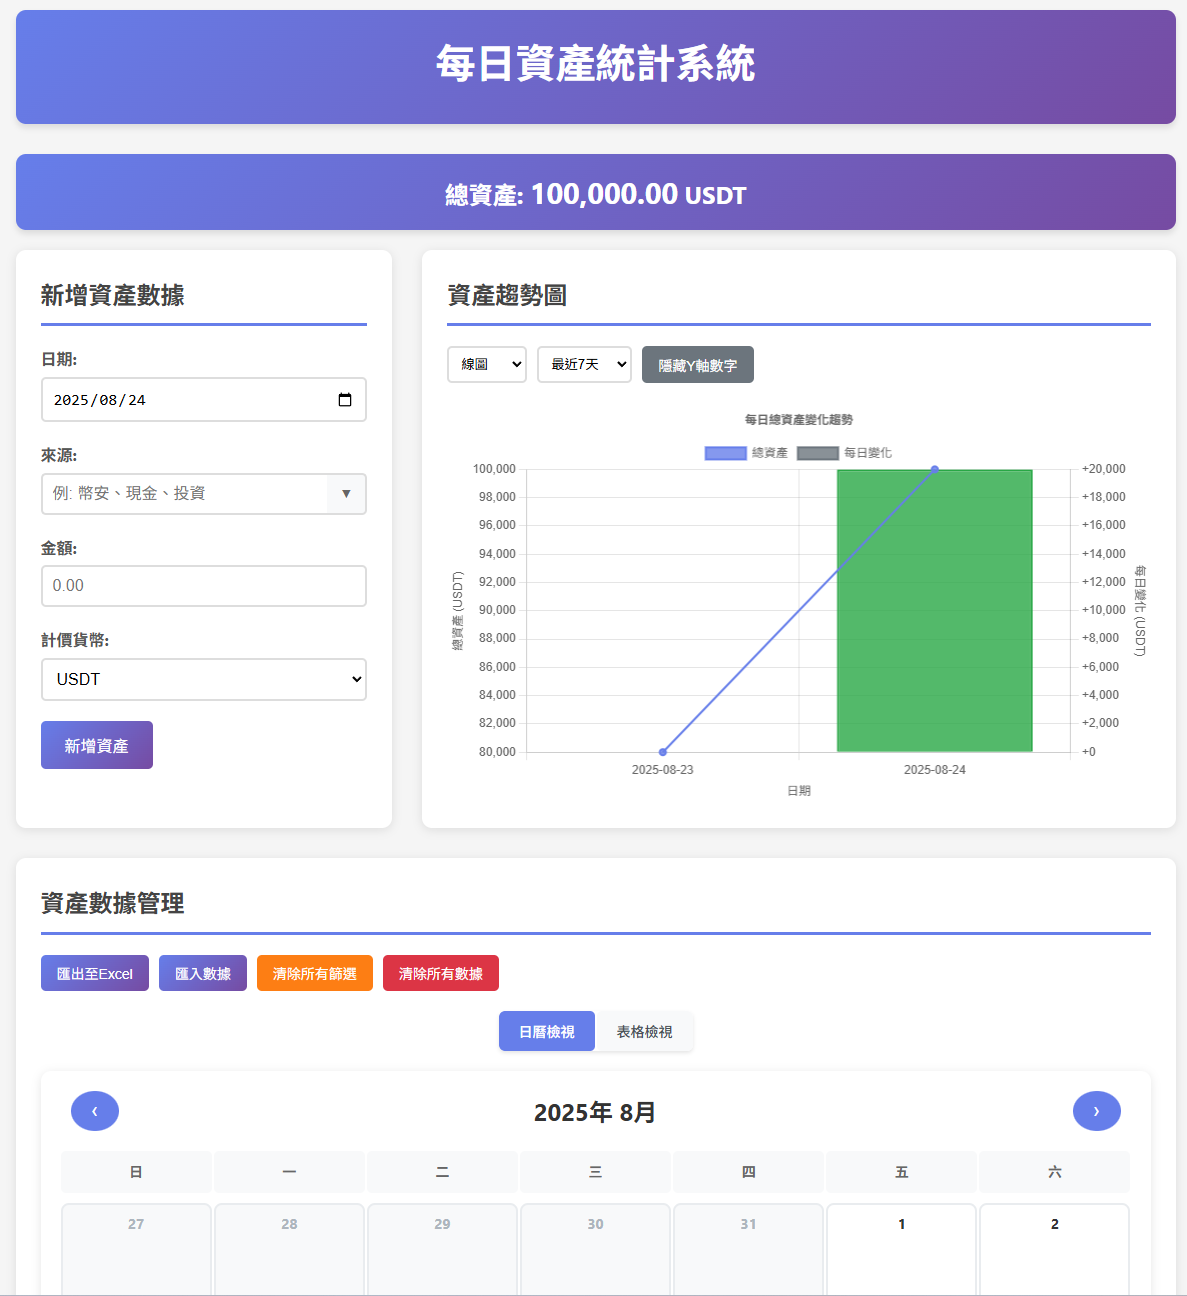 每日資產統計系統
總資產: 100,000.00 USDT
新增資產數據
日期:
2025/08/24
來源:
例: 幣安、現金、投資
▼
金額:
0.00
計價貨幣:
USDT
新增資產
資產趨勢圖
線圖
最近7天
隱藏Y軸數字
每日總資產變化趨勢
總資產
每日變化
總資產 (USDT)
100,000
98,000
96,000
94,000
92,000
90,000
88,000
86,000
84,000
82,000
80,000
+20,000
+18,000
+16,000
+14,000
+12,000
+10,000
+8,000
+6,000
+4,000
+2,000
+0
每日變化 (USDT)
2025-08-23
2025-08-24
日期
資產數據管理
匯出至Excel
匯入數據
清除所有篩選
清除所有數據
日曆檢視
表格檢視
‹
2025年 8月
›
日 一 二 三 四 五 六
27 28 29 30 31 1 2